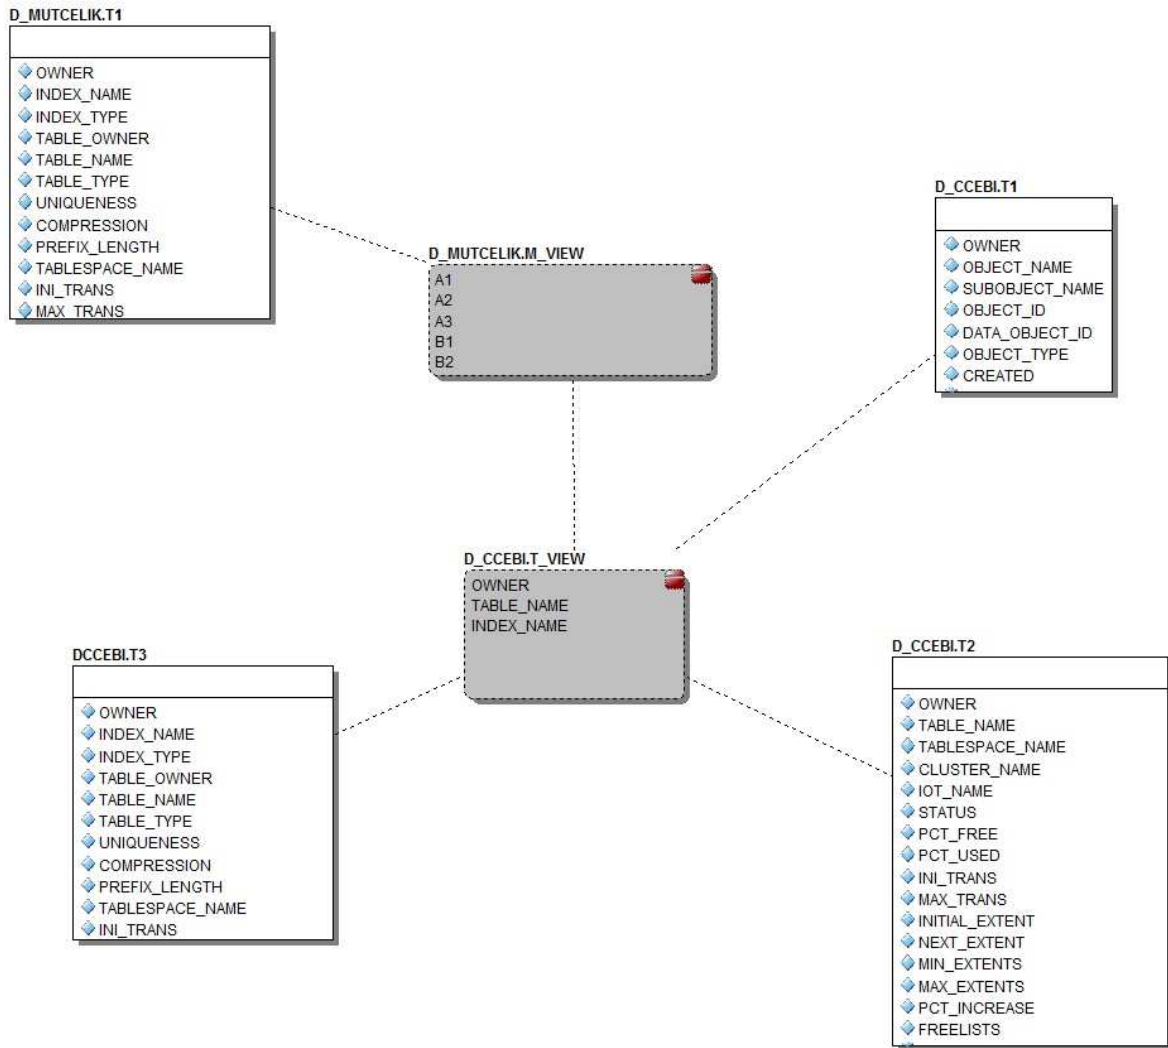 D_MUTCELIK.T1
OWNER
INDEX_NAME
INDEX_TYPE
TABLE_OWNER
TABLE_NAME
TABLE_TYPE
UNIQUENESS
COMPRESSION
PREFIX_LENGTH
TABLESPACE_NAME
INI_TRANS
MAX_TRANS
D_MUTCELIK.M_VIEW
A1
A2
A3
B1
B2
D_CCEBI.T1
OWNER
OBJECT_NAME
SUBOBJECT_NAME
OBJECT_ID
DATA_OBJECT_ID
OBJECT_TYPE
CREATED
D_CCEBI.T_VIEW
OWNER
TABLE_NAME
INDEX_NAME
DCCEBI.T3
OWNER
INDEX_NAME
INDEX_TYPE
TABLE_OWNER
TABLE_NAME
TABLE_TYPE
UNIQUENESS
COMPRESSION
PREFIX_LENGTH
TABLESPACE_NAME
INI_TRANS
D_CCEBI.T2
OWNER
TABLE_NAME
TABLESPACE_NAME
CLUSTER_NAME
IOT_NAME
STATUS
PCT_FREE
PCT_USED
INI_TRANS
MAX_TRANS
INITIAL_EXTENT
NEXT_EXTENT
MIN_EXTENTS
MAX_EXTENTS
PCT_INCREASE
FREELISTS